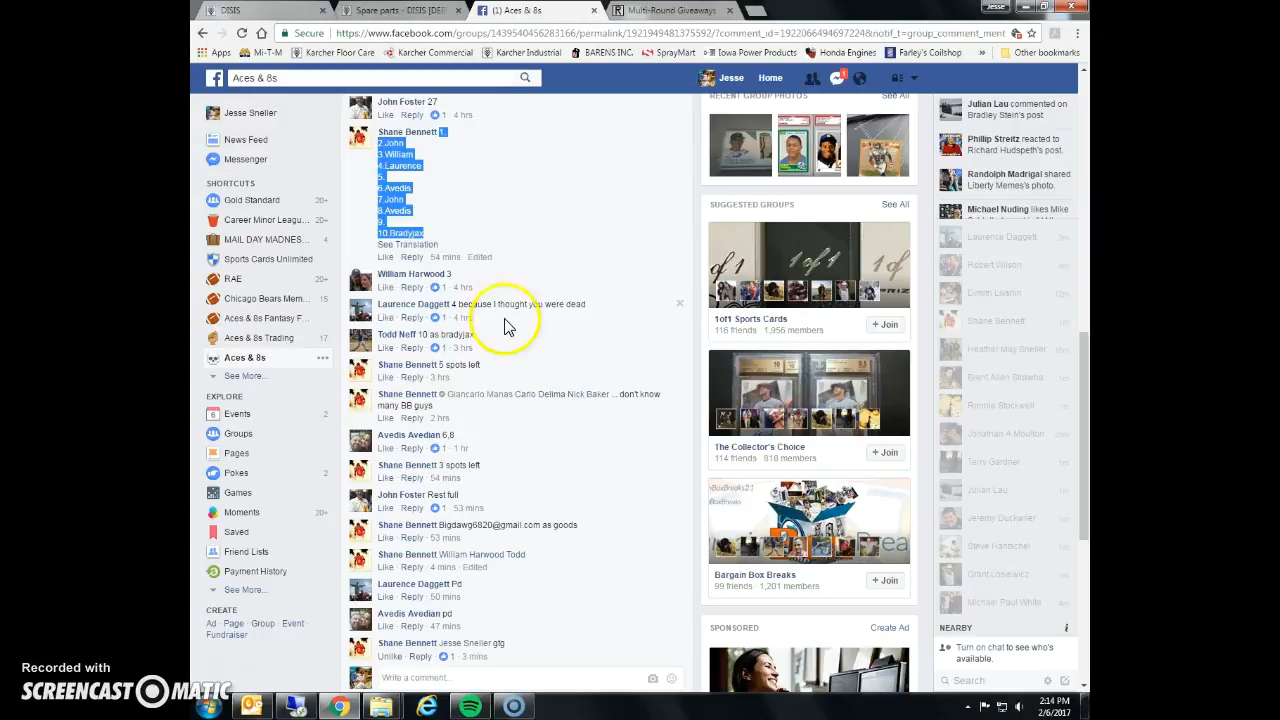 DISIS
Spare parts - DISIS [DEB
(1) Aces & 8s
Multi-Round Giveaways
Jesse
Secure
https://www.facebook.com/groups/1439540456283166/permalink/1921949481375592/?comment_id=1922066494697224&notif_t=group_comment_ment
Apps
Mi-T-M
Karcher Floor Care
Karcher Commercial
Karcher Industrial
BARENS INC.
SprayMart
Iowa Power Products
Honda Engines
Farley's Coilshop
»
Other bookmarks
Aces & 8s
Jesse
Home
1
Jesse Sneller
News Feed
Messenger
SHORTCUTS
Gold Standard 20+
Career Minor Leagu... 20+
MAIL DAY MADNES... 4
Sports Cards Unlimited
RAE 20+
Chicago Bears Mem... 15
Aces & 8s Fantasy F...
Aces & 8s Trading 17
Aces & 8s
See More...
EXPLORE
Events 2
Groups
Pages
Pokes 2
Games
Moments 20+
Saved
Friend Lists
Payment History
See More...
CREATE
Ad · Page · Group · Event ·
Fundraiser
John Foster 27
Like · Reply · 1 · 4 hrs
Shane Bennett 1.
2.John
3.William
4.Laurence
5.
6.Avedis
7.John
8.Avedis
9.
10.Bradyjax
See Translation
Like · Reply · 54 mins · Edited
William Harwood 3
Like · Reply · 1 · 4 hrs
Laurence Daggett 4 because I thought you were dead
Like · Reply · 1 · 4 hrs
Todd Neff 10 as bradyjax
Like · Reply · 1 · 3 hrs
Shane Bennett 5 spots left
Like · Reply · 3 hrs
Shane Bennett Giancarlo Manas Carlo Delima Nick Baker ... don't know
many BB guys
Like · Reply · 2 hrs
Avedis Avedian 6,8
Like · Reply · 1 · 1 hr
Shane Bennett 3 spots left
Like · Reply · 54 mins
John Foster Rest full
Like · Reply · 1 · 53 mins
Shane Bennett Bigdawg6820@gmail.com as goods
Like · Reply · 53 mins
Shane Bennett William Harwood Todd
Like · Reply · 4 mins · Edited
Laurence Daggett Pd
Like · Reply · 50 mins
Avedis Avedian pd
Like · Reply · 47 mins
Shane Bennett Jesse Sneller gtg
Unlike · Reply · 1 · 3 mins
Write a comment...
RECENT GROUP PHOTOS See All
SUGGESTED GROUPS See All
1of1 Sports Cards
116 friends · 1,956 members
+ Join
The Collector's Choice
114 friends · 818 members
+ Join
BoxBreaks21
Bargain Box Breaks
99 friends · 1,201 members
+ Join
SPONSORED Create Ad
Julian Lau commented on
Bradley Stein's post.
Phillip Streitz reacted to
Richard Hudspeth's post.
Randolph Madrigal shared
Liberty Memes's photo.
Michael Nuding likes Mike
Laurence Daggett
Robert Wilson
Dimitri Livshin
Shane Bennett
Heather May Sneller
Brent Allen Strawha
Ronnie Stockwell
Jonathan A Moulton
Terry Gardner
Julian Lau
Jeremy Duckwiler
Steve Hantschel
Grant Losiewicz
Michael Paul White
NEARBY
Turn on chat to see who's
available.
Search
Recorded with
SCREENCAST O MATIC
2:14 PM
2/6/2017